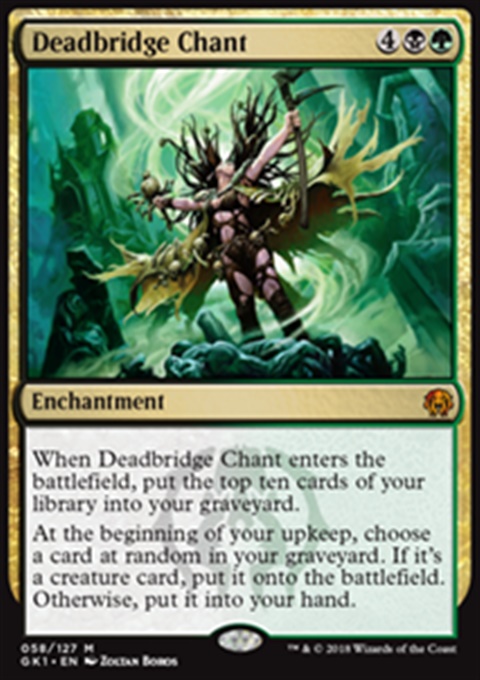 Deadbridge Chant 4
Enchantment
When Deadbridge Chant enters the
battlefield, put the top ten cards of your
library into your graveyard.
At the beginning of your upkeep, choose
a card at random in your graveyard. If it's
a creature card, put it onto the battlefield.
Otherwise, put it into your hand.
058/127 M
GK1 • EN Zoltan Boros
™ & © 2018 Wizards of the Coast